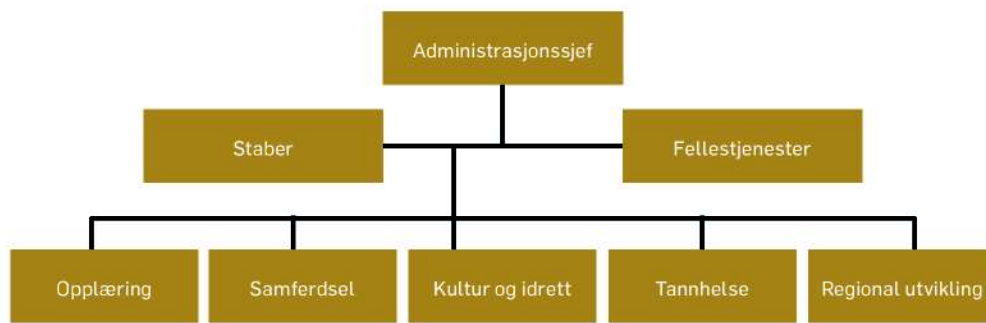 Administrasjonssjef
Staber
Fellestjenester
Opplæring
Samferdsel
Kultur og idrett
Tannhelse
Regional utvikling